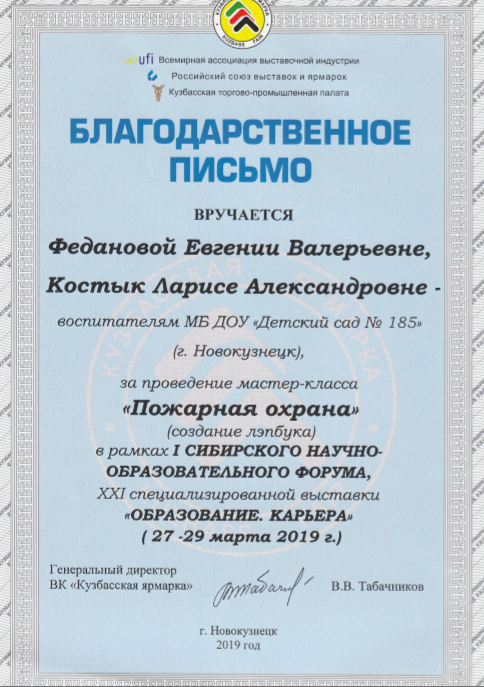 KUZBASS FAIR
ufi Всемирная ассоциация выставочной индустрии
Российский союз выставок и ярмарок
Кузбасская торгово-промышленная палата
БЛАГОДАРСТВЕННОЕ
ПИСЬМО
ВРУЧАЕТСЯ
Федановой Евгении Валерьевне,
Костык Ларисе Александровне -
воспитателям МБ ДОУ «Детский сад № 185»
(г. Новокузнецк),
за проведение мастер-класса
«Пожарная охрана»
(создание лэпбука)
в рамках I СИБИРСКОГО НАУЧНО-
ОБРАЗОВАТЕЛЬНОГО ФОРУМА,
XXI специализированной выставки
«ОБРАЗОВАНИЕ. КАРЬЕРА»
( 27 -29 марта 2019 г.)
Генеральный директор
ВК «Кузбасская ярмарка»
В.В. Табачников
г. Новокузнецк
2019 год